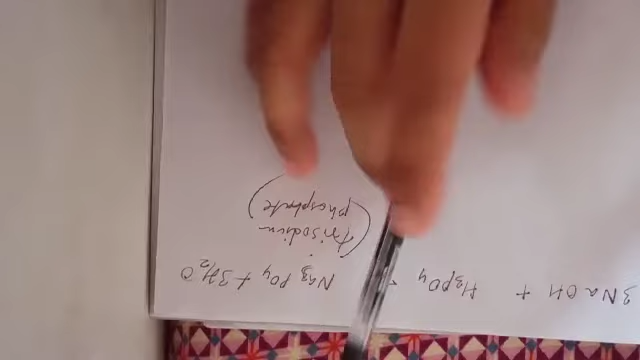 3NaOH + H3PO4 → Na3PO4 + 3H2O
(trisodium
phosphate)